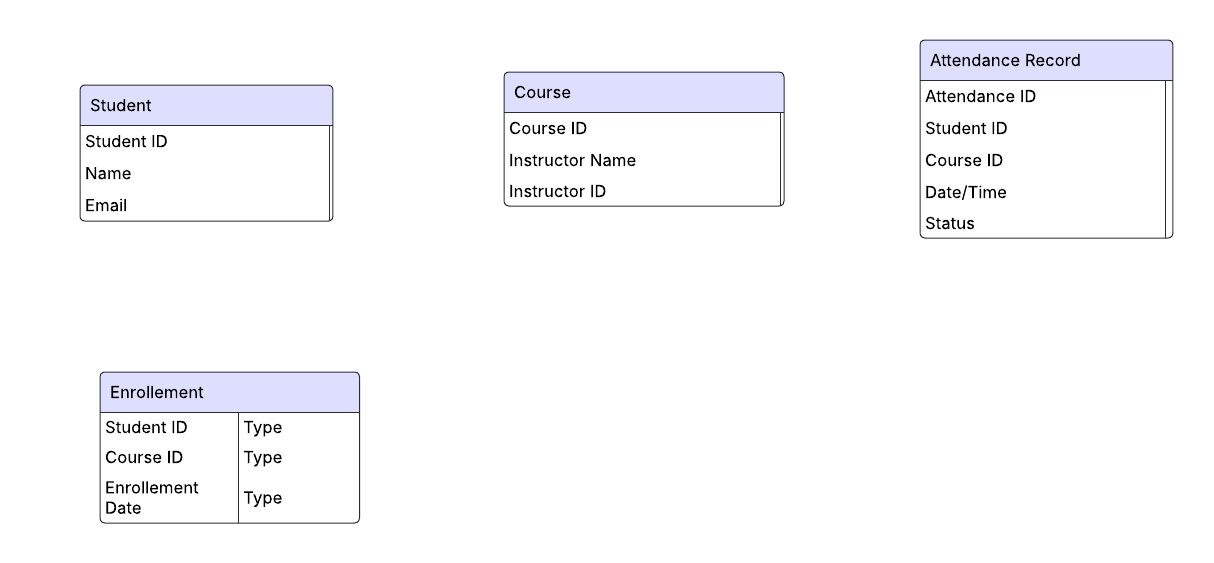 Student
Student ID
Name
Email
Course
Course ID
Instructor Name
Instructor ID
Attendance Record
Attendance ID
Student ID
Course ID
Date/Time
Status
Enrollement
Student ID Type
Course ID Type
Enrollement
Date Type